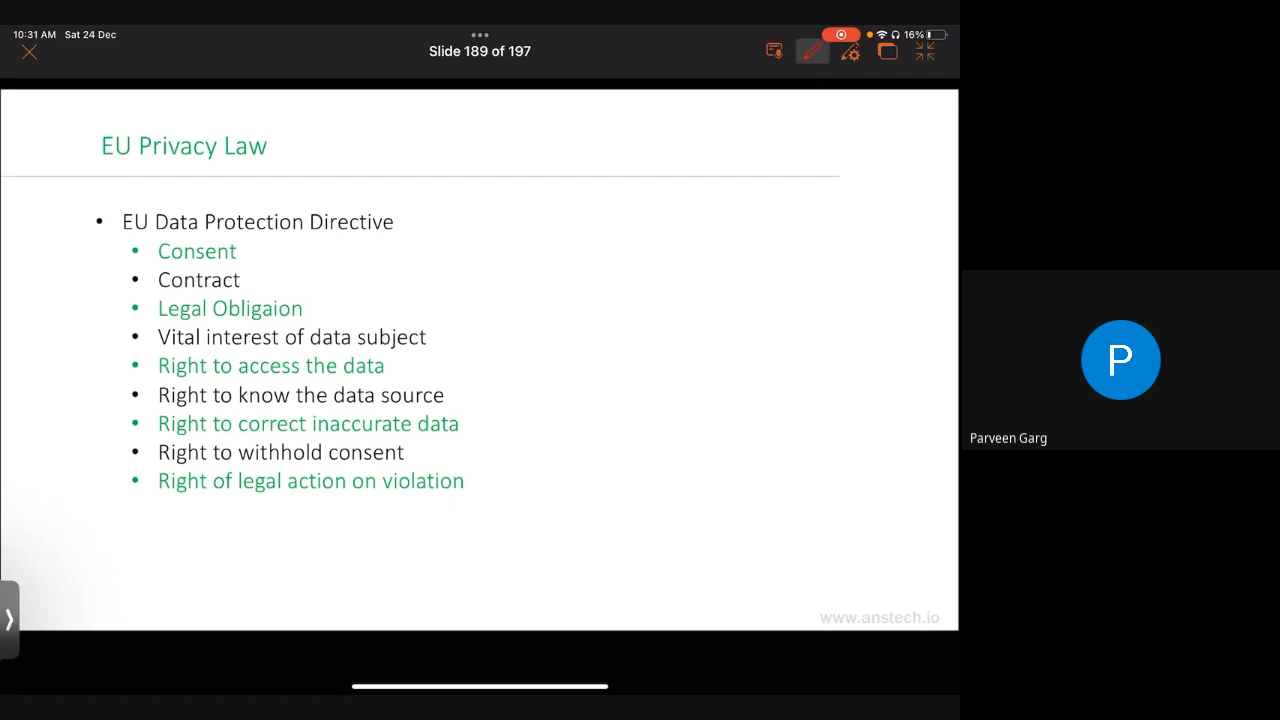 10:31 AM Sat 24 Dec
16%
Slide 189 of 197
EU Privacy Law
• EU Data Protection Directive
• Consent
• Contract
• Legal Obligaion
• Vital interest of data subject
• Right to access the data
• Right to know the data source
• Right to correct inaccurate data
• Right to withhold consent
• Right of legal action on violation
www.anstech.io
P
Parveen Garg